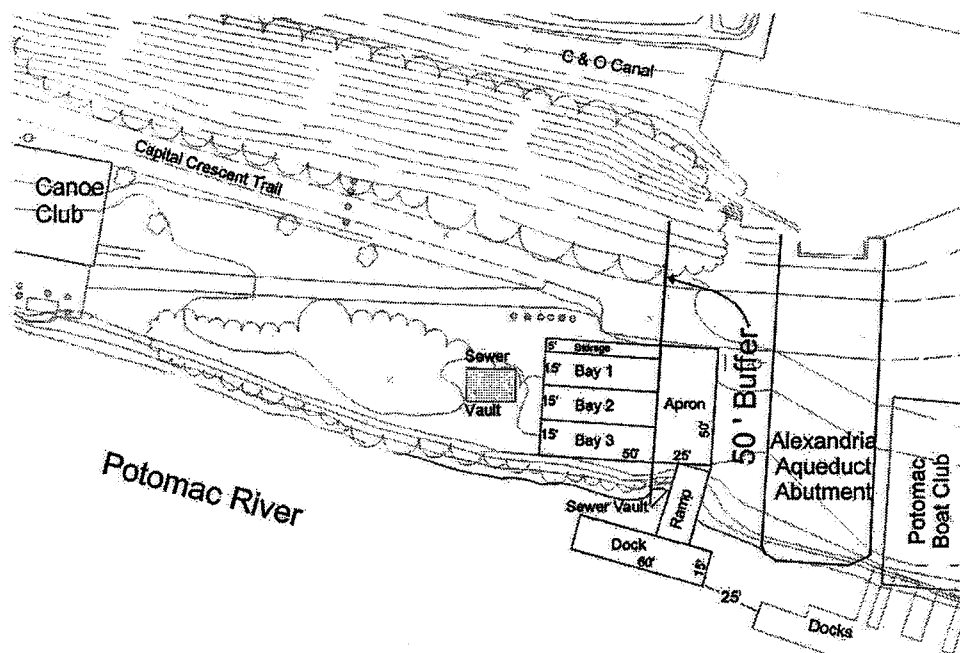 C & O Canal
Capital Crescent Trail
Canoe
Club
Sewer
Vault
5'
Storage
15'
Bay 1
15'
Bay 2
15'
Bay 3
50'
Apron
50'
25'
50' Buffer
Alexandria
Aqueduct
Abutment
Potomac
Boat Club
Potomac River
Sewer Vault
Ramp
Dock
60'
15'
25'
Docks